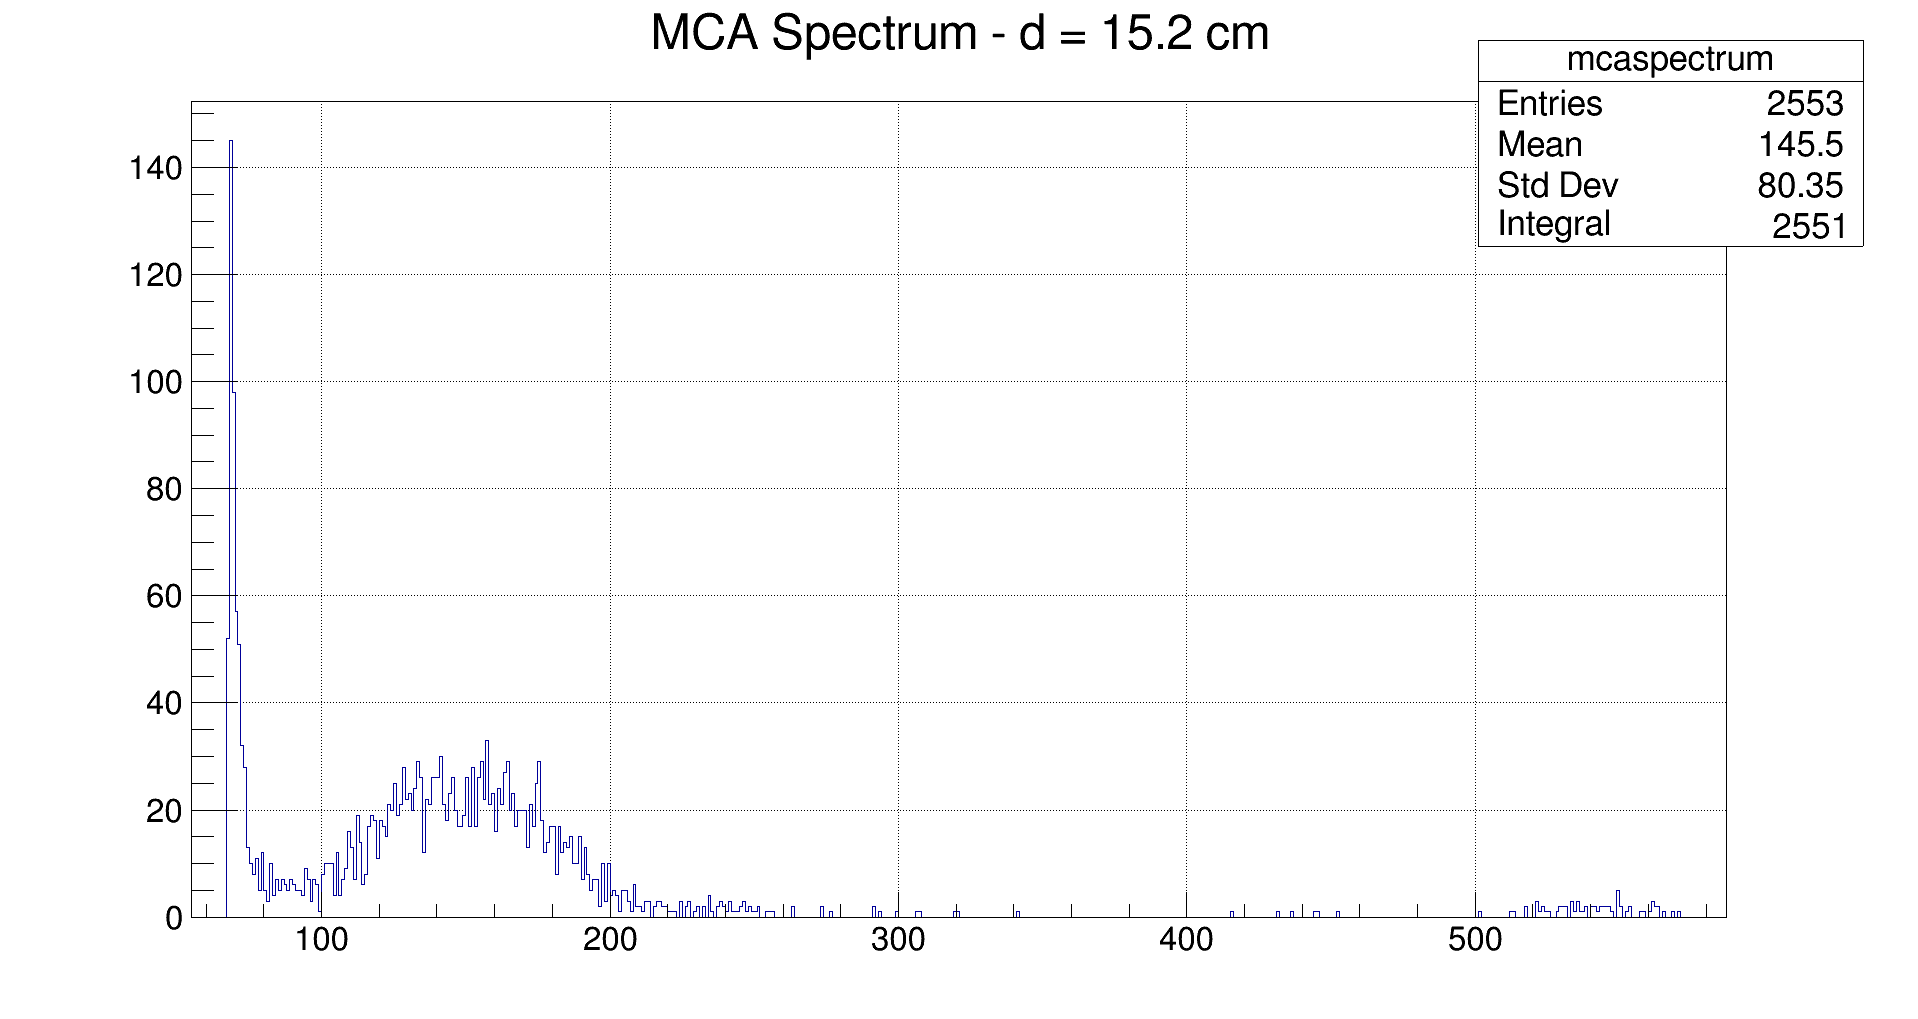 MCA Spectrum - d = 15.2 cm
mcaspectrum
Entries 2553
Mean 145.5
Std Dev 80.35
Integral 2551
140
120
100
80
60
40
20
0
100 200 300 400 500